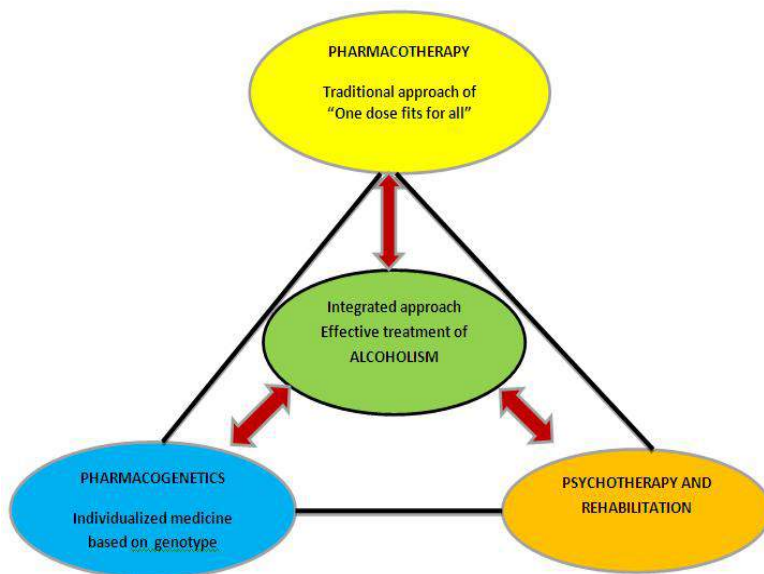 PHARMACOTHERAPY
Traditional approach of
“One dose fits for all”
Integrated approach
Effective treatment of
ALCOHOLISM
PHARMACOGENETICS
Individualized medicine
based on genotype
PSYCHOTHERAPY AND
REHABILITATION